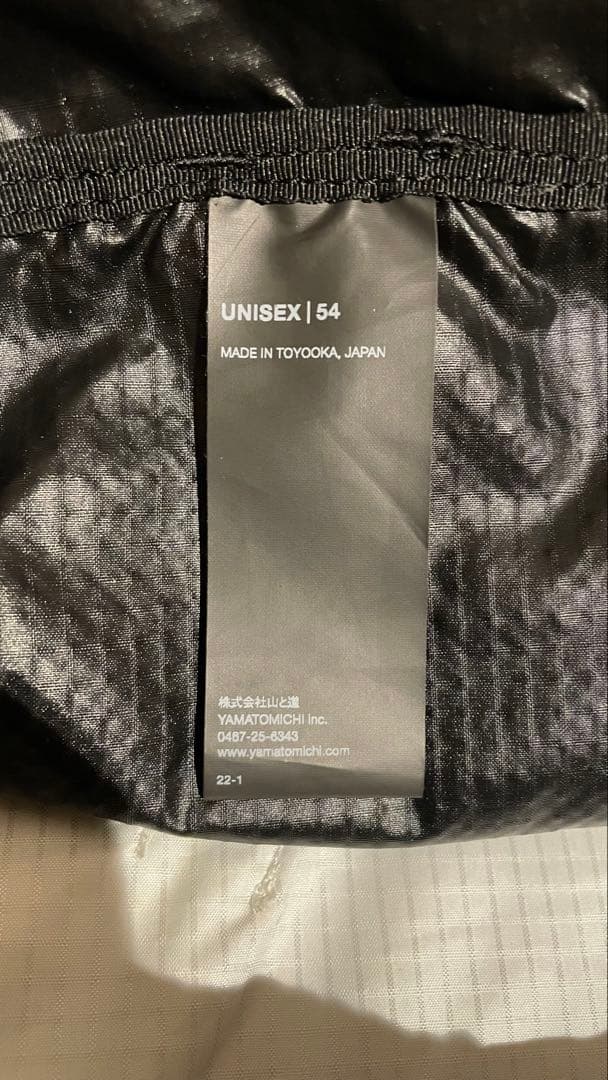 UNISEX | 54
MADE IN TOYOOKA, JAPAN
株式会社山と道
YAMATOMICHI inc.
0467-25-6343
www.yamatomichi.com
22-1